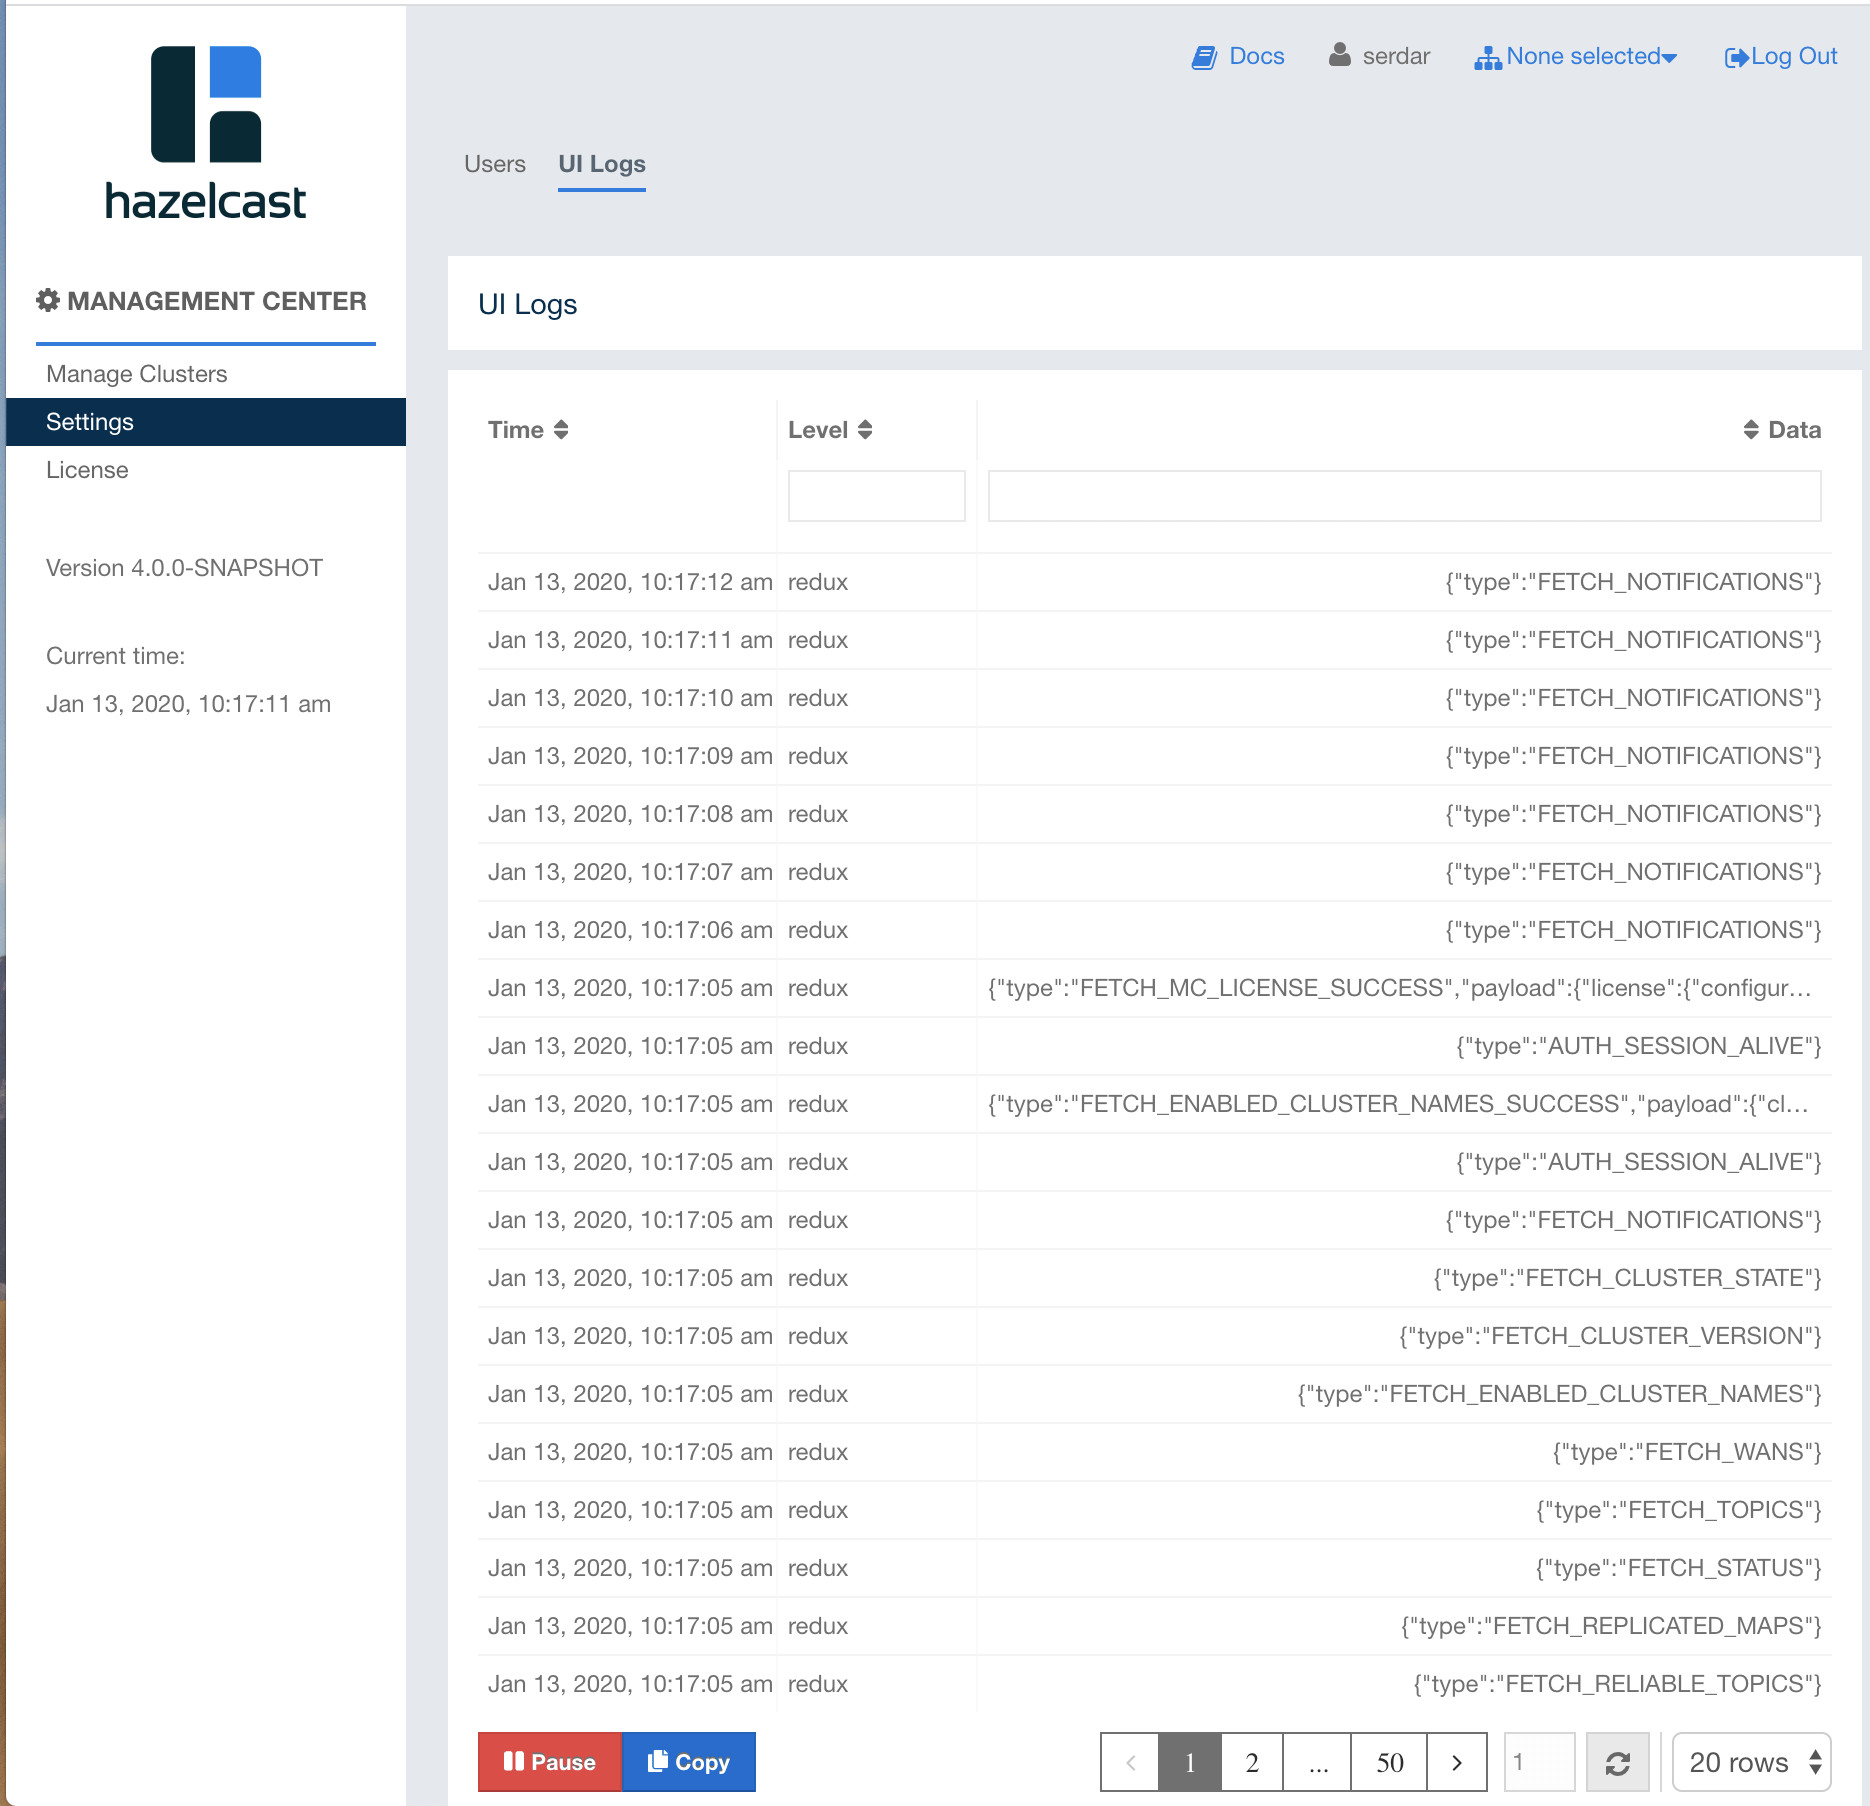 hazelcast
MANAGEMENT CENTER
Manage Clusters
Settings
License
Version 4.0.0-SNAPSHOT
Current time:
Jan 13, 2020, 10:17:11 am
Docs serdar None selected Log Out
Users UI Logs
UI Logs
Time Level Data
Jan 13, 2020, 10:17:12 am redux {"type":"FETCH_NOTIFICATIONS"}
Jan 13, 2020, 10:17:11 am redux {"type":"FETCH_NOTIFICATIONS"}
Jan 13, 2020, 10:17:10 am redux {"type":"FETCH_NOTIFICATIONS"}
Jan 13, 2020, 10:17:09 am redux {"type":"FETCH_NOTIFICATIONS"}
Jan 13, 2020, 10:17:08 am redux {"type":"FETCH_NOTIFICATIONS"}
Jan 13, 2020, 10:17:07 am redux {"type":"FETCH_NOTIFICATIONS"}
Jan 13, 2020, 10:17:06 am redux {"type":"FETCH_NOTIFICATIONS"}
Jan 13, 2020, 10:17:05 am redux {"type":"FETCH_MC_LICENSE_SUCCESS","payload":{"license":{"configur...
Jan 13, 2020, 10:17:05 am redux {"type":"AUTH_SESSION_ALIVE"}
Jan 13, 2020, 10:17:05 am redux {"type":"FETCH_ENABLED_CLUSTER_NAMES_SUCCESS","payload":{"cl...
Jan 13, 2020, 10:17:05 am redux {"type":"AUTH_SESSION_ALIVE"}
Jan 13, 2020, 10:17:05 am redux {"type":"FETCH_NOTIFICATIONS"}
Jan 13, 2020, 10:17:05 am redux {"type":"FETCH_CLUSTER_STATE"}
Jan 13, 2020, 10:17:05 am redux {"type":"FETCH_CLUSTER_VERSION"}
Jan 13, 2020, 10:17:05 am redux {"type":"FETCH_ENABLED_CLUSTER_NAMES"}
Jan 13, 2020, 10:17:05 am redux {"type":"FETCH_WANS"}
Jan 13, 2020, 10:17:05 am redux {"type":"FETCH_TOPICS"}
Jan 13, 2020, 10:17:05 am redux {"type":"FETCH_STATUS"}
Jan 13, 2020, 10:17:05 am redux {"type":"FETCH_REPLICATED_MAPS"}
Jan 13, 2020, 10:17:05 am redux {"type":"FETCH_RELIABLE_TOPICS"}
Pause Copy < 1 2 ... 50 > 1 20 rows